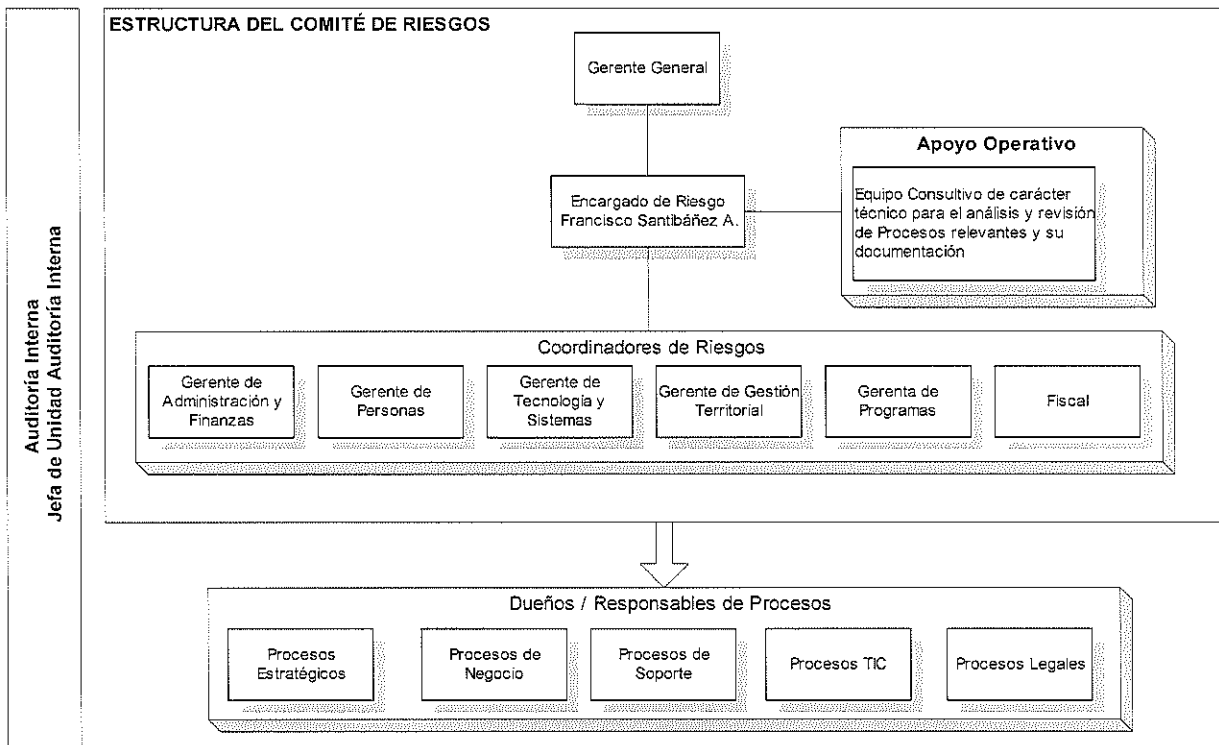 Auditoría Interna
Jefa de Unidad Auditoría Interna
ESTRUCTURA DEL COMITÉ DE RIESGOS
Gerente General
Encargado de Riesgo
Francisco Santibáñez A.
Apoyo Operativo
Equipo Consultivo de carácter
técnico para el análisis y revisión
de Procesos relevantes y su
documentación
Coordinadores de Riesgos
Gerente de
Administración y
Finanzas
Gerente de
Personas
Gerente de
Tecnología y
Sistemas
Gerente de Gestión
Territorial
Gerenta de
Programas
Fiscal
Dueños / Responsables de Procesos
Procesos
Estratégicos
Procesos de
Negocio
Procesos de
Soporte
Procesos TIC
Procesos Legales